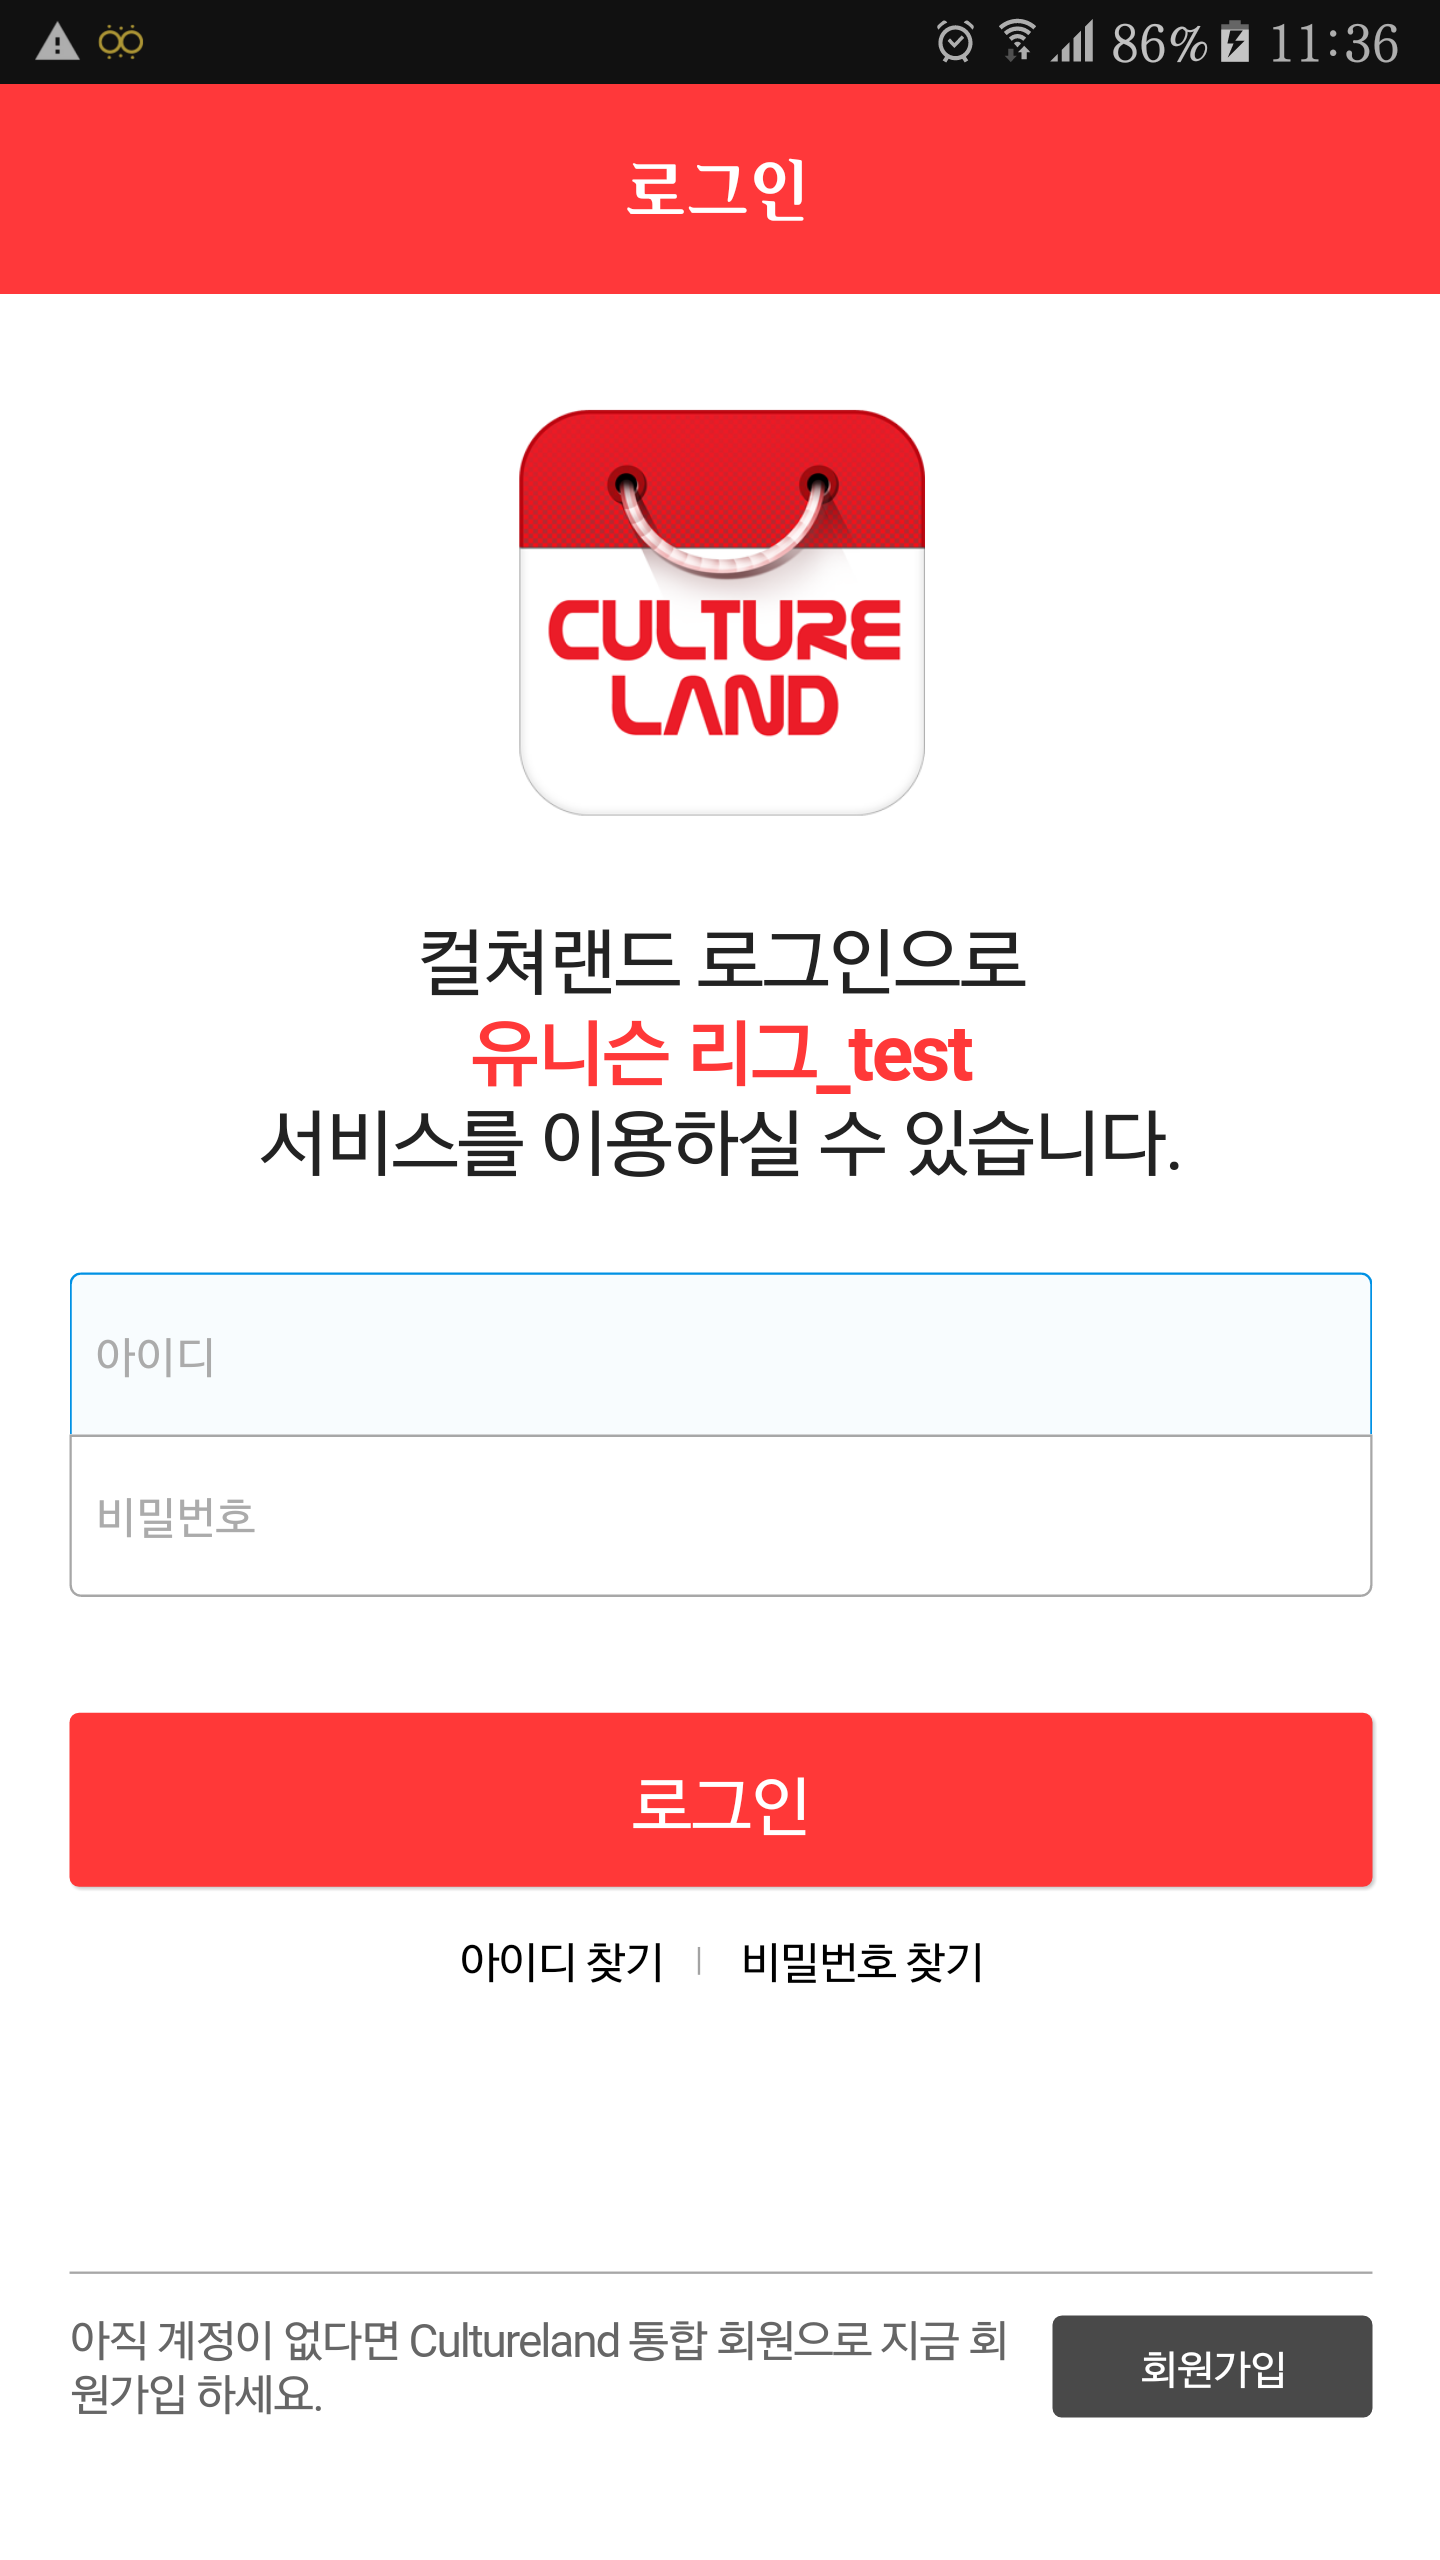 86% 11:36
로그인
CULTURE
LAND
컬쳐랜드 로그인으로
유니슨 리그_test
서비스를 이용하실 수 있습니다.
아이디
비밀번호
로그인
아이디 찾기 | 비밀번호 찾기
아직 계정이 없다면 Cultureland 통합 회원으로 지금 회
원가입 하세요.
회원가입